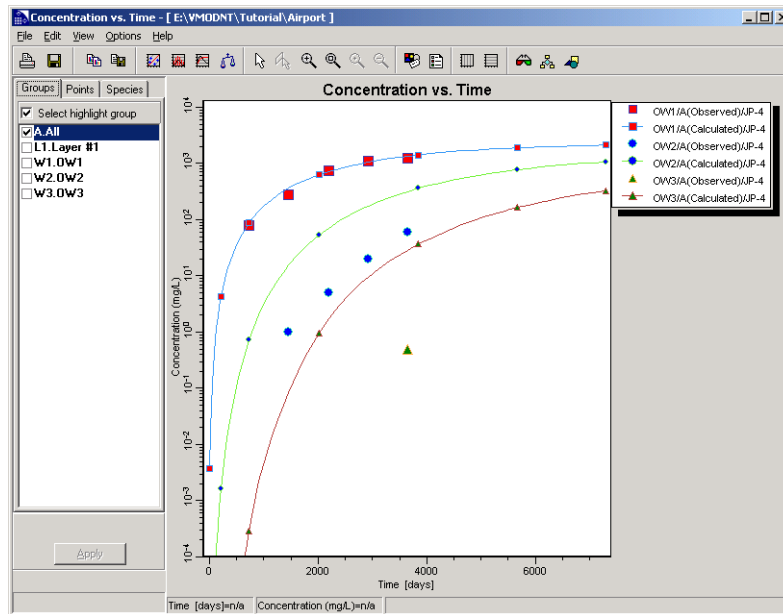 Concentration vs. Time - [ E:\VMODNT\Tutorial\Airport]
File Edit View Options Help
Groups Points Species
Select highlight group
A.All
L1.Layer #1
W1.OW1
W2.OW2
W3.OW3
Apply
Concentration vs. Time
Concentration (mg/L)
10^4
10^3
10^2
10^1
10^0
10^-1
10^-2
10^-3
10^-4
0 2000 4000 6000
Time [days]
OW1/A(Observed)/JP-4
OW1/A(Calculated)/JP-4
OW2/A(Observed)/JP-4
OW2/A(Calculated)/JP-4
OW3/A(Observed)/JP-4
OW3/A(Calculated)/JP-4
Time [days]=n/a Concentration (mg/L)=n/a